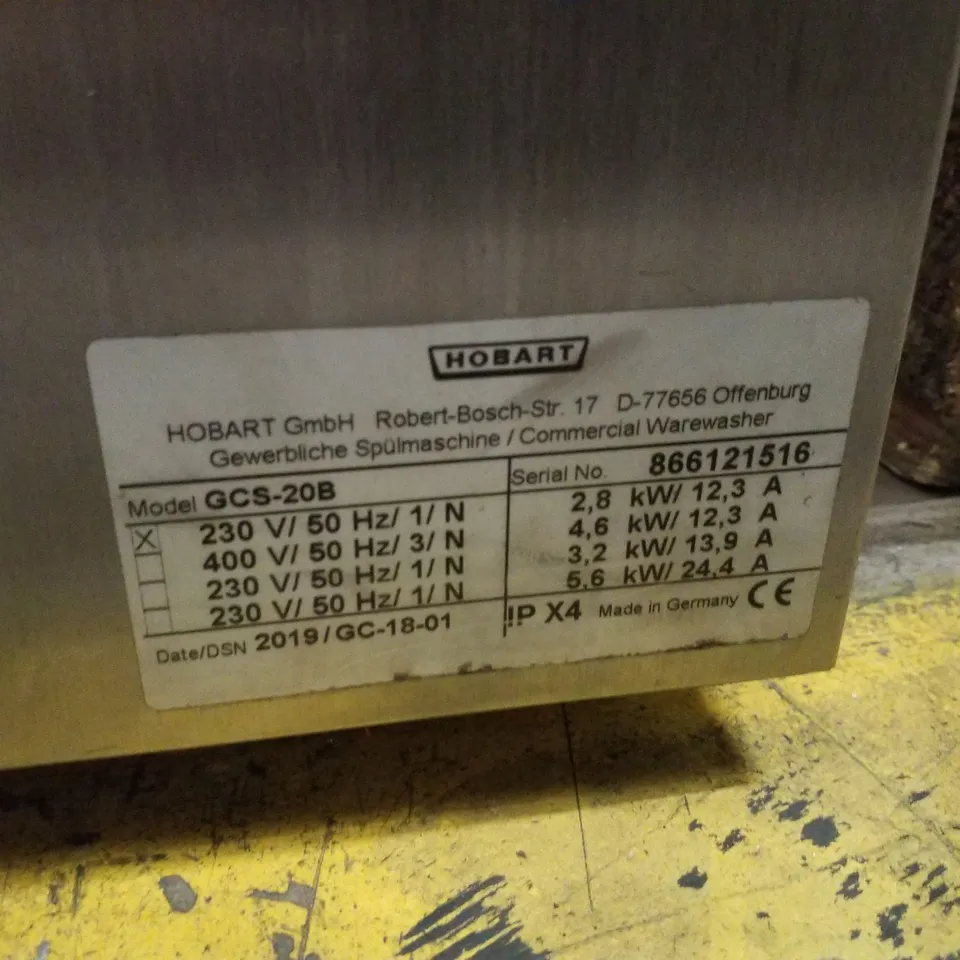 HOBART
HOBART GmbH Robert-Bosch-Str. 17 D-77656 Offenburg
Gewerbliche Spülmaschine / Commercial Warewasher
Model GCS-20B
Serial No. 866121516
X 230 V/ 50 Hz/ 1/ N 2,8 kW/ 12,3 A
400 V/ 50 Hz/ 3/ N 4,6 kW/ 12,3 A
230 V/ 50 Hz/ 1/ N 3,2 kW/ 13,9 A
230 V/ 50 Hz/ 1/ N 5,6 kW/ 24,4 A
Date/DSN 2019/GC-18-01
IP X4 Made in Germany CE